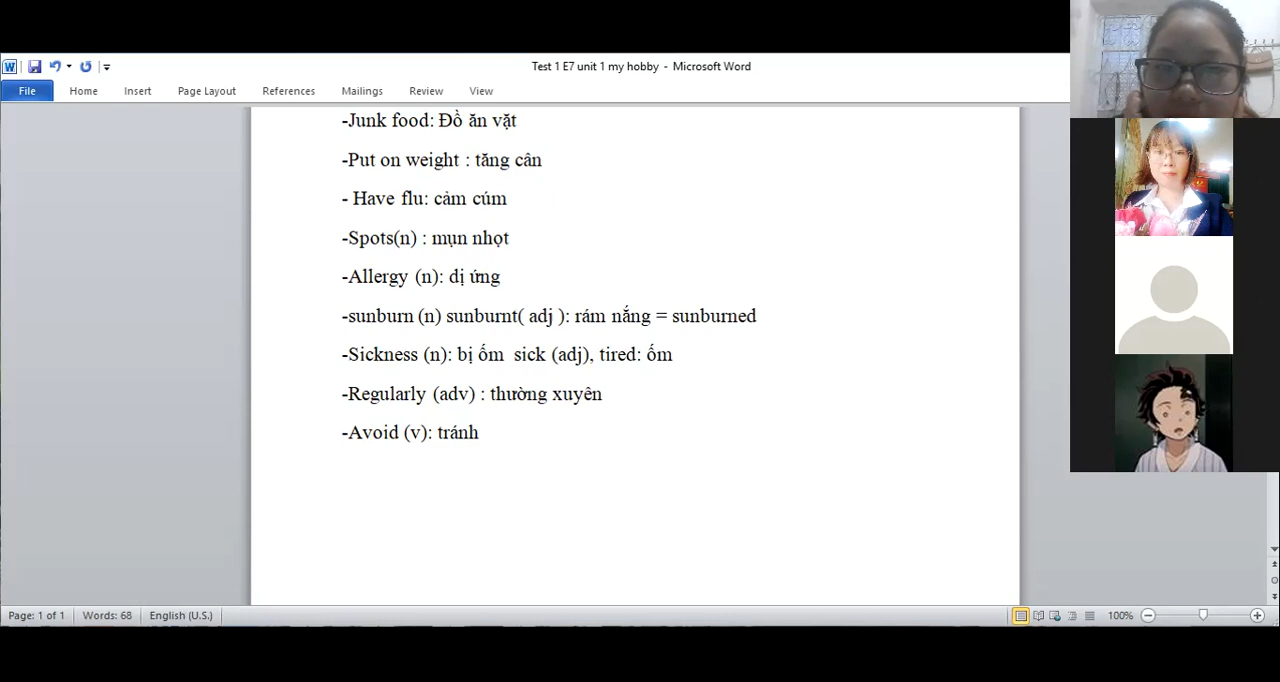 Test 1 E7 unit 1 my hobby - Microsoft Word
File Home Insert Page Layout References Mailings Review View
-Junk food: Đồ ăn vặt
-Put on weight : tăng cân
- Have flu: cảm cúm
-Spots(n) : mụn nhọt
-Allergy (n): dị ứng
-sunburn (n) sunburnt( adj ): rám nắng = sunburned
-Sickness (n): bị ốm sick (adj), tired: ốm
-Regularly (adv) : thường xuyên
-Avoid (v): tránh
Page: 1 of 1 Words: 68 English (U.S.) 100%